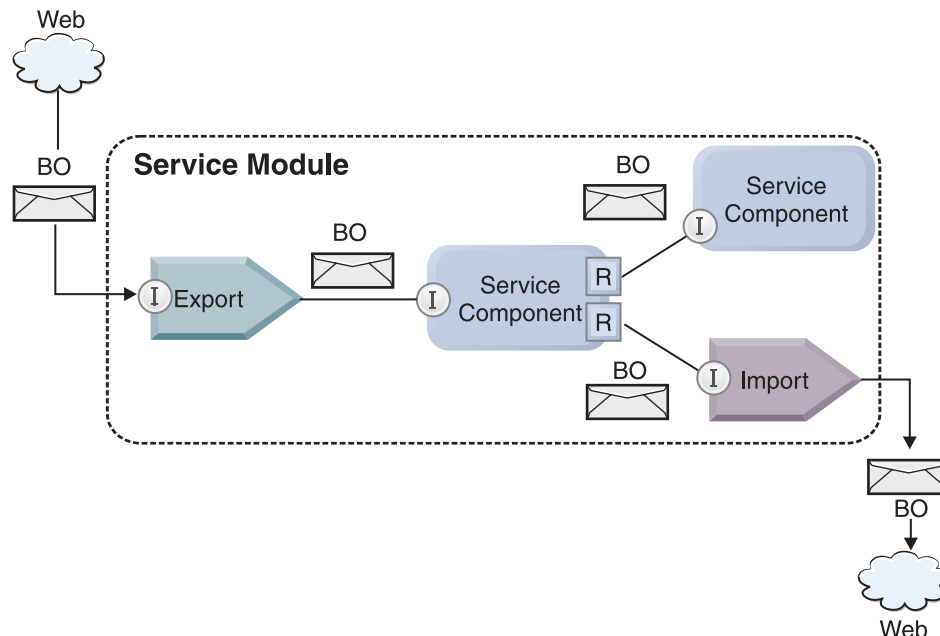 Web
BO
Service Module
BO
Service
Component
I
BO
I
Export
I
Service
Component
R
R
BO
I
Import
BO
Web